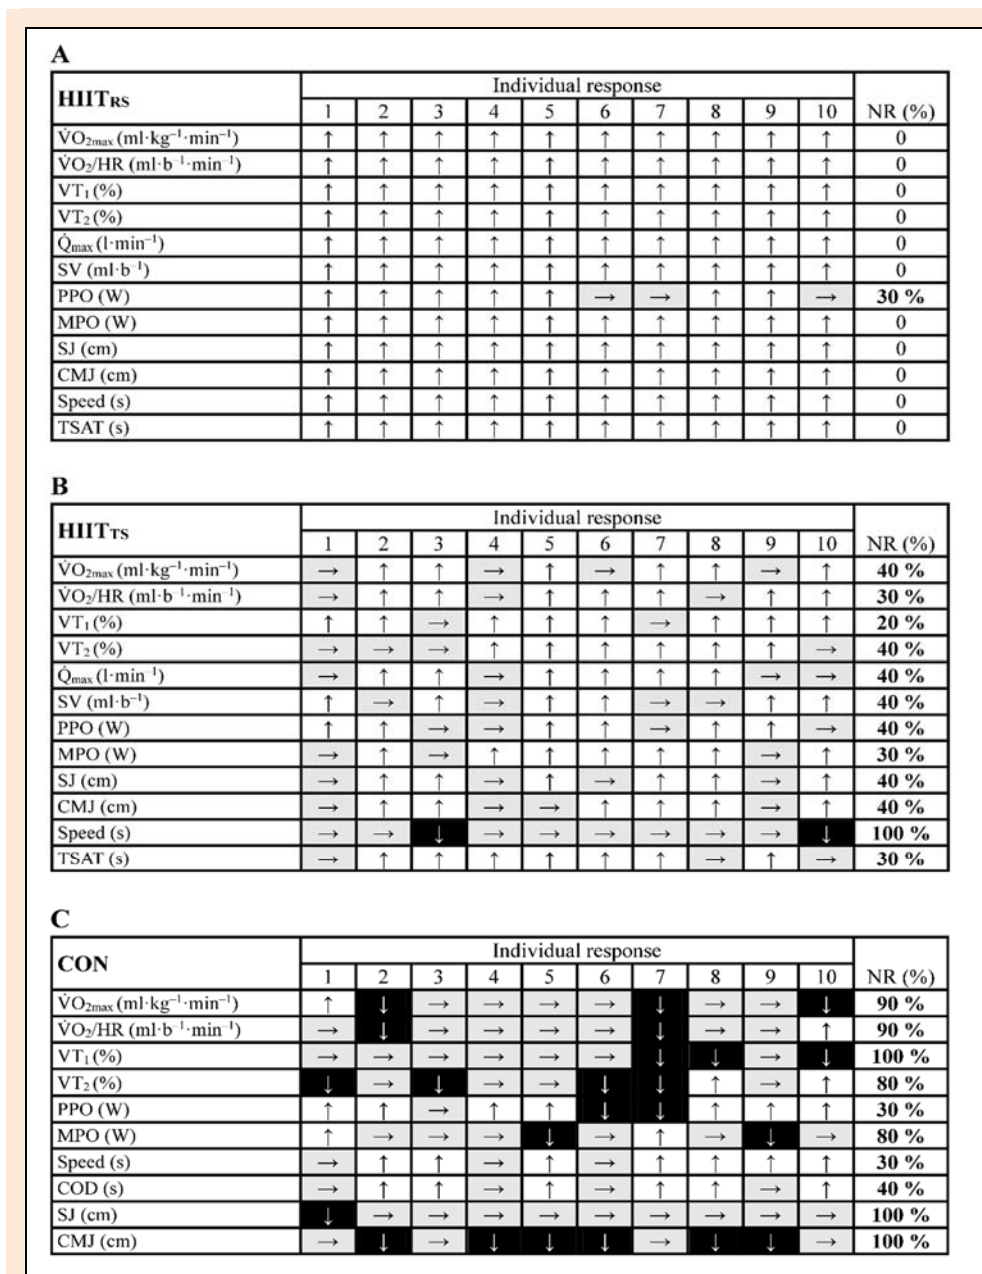 A
HIITRS Individual response
1 2 3 4 5 6 7 8 9 10 NR (%)
V̇O2max (ml·kg⁻¹·min⁻¹) ↑ ↑ ↑ ↑ ↑ ↑ ↑ ↑ ↑ ↑ 0
V̇O2/HR (ml·b⁻¹·min⁻¹) ↑ ↑ ↑ ↑ ↑ ↑ ↑ ↑ ↑ ↑ 0
VT1 (%) ↑ ↑ ↑ ↑ ↑ ↑ ↑ ↑ ↑ ↑ 0
VT2 (%) ↑ ↑ ↑ ↑ ↑ ↑ ↑ ↑ ↑ ↑ 0
Q̇max (l·min⁻¹) ↑ ↑ ↑ ↑ ↑ ↑ ↑ ↑ ↑ ↑ 0
SV (ml·b⁻¹) ↑ ↑ ↑ ↑ ↑ ↑ ↑ ↑ ↑ ↑ 0
PPO (W) ↑ ↑ ↑ ↑ ↑ → → ↑ ↑ → 30 %
MPO (W) ↑ ↑ ↑ ↑ ↑ ↑ ↑ ↑ ↑ ↑ 0
SJ (cm) ↑ ↑ ↑ ↑ ↑ ↑ ↑ ↑ ↑ ↑ 0
CMJ (cm) ↑ ↑ ↑ ↑ ↑ ↑ ↑ ↑ ↑ ↑ 0
Speed (s) ↑ ↑ ↑ ↑ ↑ ↑ ↑ ↑ ↑ ↑ 0
TSAT (s) ↑ ↑ ↑ ↑ ↑ ↑ ↑ ↑ ↑ ↑ 0
B
HIITTS Individual response
1 2 3 4 5 6 7 8 9 10 NR (%)
V̇O2max (ml·kg⁻¹·min⁻¹) → ↑ ↑ → ↑ → ↑ ↑ → ↑ 40 %
V̇O2/HR (ml·b⁻¹·min⁻¹) → ↑ ↑ → ↑ ↑ ↑ → ↑ ↑ 30 %
VT1 (%) ↑ ↑ → ↑ ↑ ↑ → ↑ ↑ ↑ 20 %
VT2 (%) → → → ↑ ↑ ↑ ↑ ↑ ↑ → 40 %
Q̇max (l·min⁻¹) → ↑ ↑ → ↑ ↑ ↑ ↑ → → 40 %
SV (ml·b⁻¹) ↑ → ↑ → ↑ ↑ → → ↑ ↑ 40 %
PPO (W) ↑ ↑ → → ↑ ↑ → ↑ ↑ → 40 %
MPO (W) → ↑ → ↑ ↑ ↑ ↑ ↑ → ↑ 30 %
SJ (cm) → ↑ ↑ → ↑ → ↑ ↑ → ↑ 40 %
CMJ (cm) → ↑ ↑ → → ↑ ↑ ↑ → ↑ 40 %
Speed (s) → → ↓ → → → → → → ↓ 100 %
TSAT (s) → ↑ ↑ ↑ ↑ ↑ ↑ → ↑ → 30 %
C
CON Individual response
1 2 3 4 5 6 7 8 9 10 NR (%)
V̇O2max (ml·kg⁻¹·min⁻¹) ↑ ↓ → → → → ↓ → → ↓ 90 %
V̇O2/HR (ml·b⁻¹·min⁻¹) → ↓ → → → → ↓ → → ↑ 90 %
VT1 (%) → → → → → → ↓ ↓ → ↓ 100 %
VT2 (%) ↓ → ↓ → → ↓ ↓ ↑ → ↑ 80 %
PPO (W) ↑ ↑ → ↑ ↑ ↓ ↓ ↑ ↑ ↑ 30 %
MPO (W) ↑ → → → ↓ → ↑ → ↓ → 80 %
Speed (s) → ↑ ↑ → ↑ → ↑ ↑ ↑ ↑ 30 %
COD (s) → ↑ ↑ → ↑ → ↑ ↑ → ↑ 40 %
SJ (cm) ↓ → → → → → → → → → 100 %
CMJ (cm) → ↓ → ↓ ↓ ↓ → ↓ ↓ → 100 %